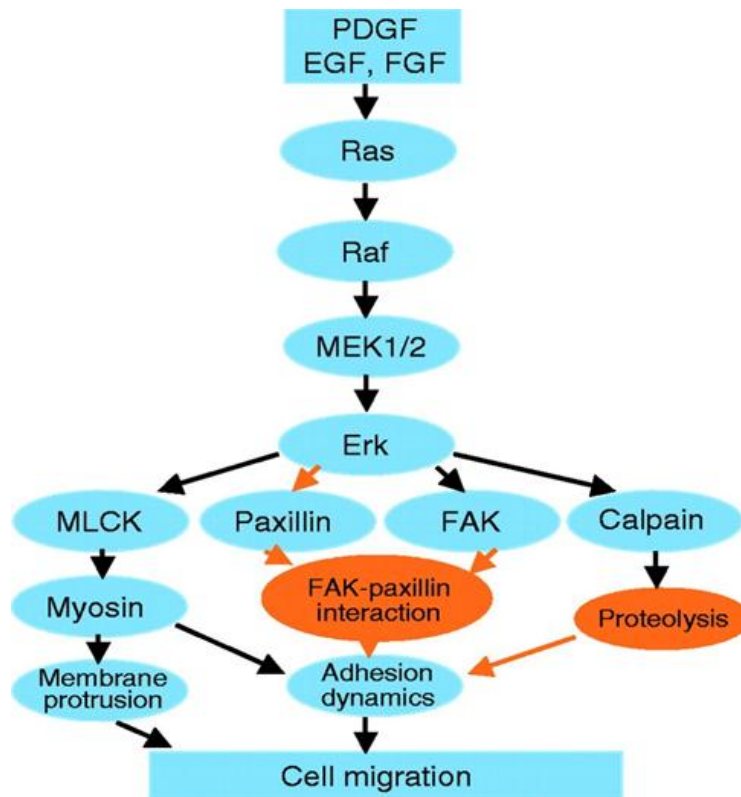 PDGF
EGF, FGF
Ras
Raf
MEK1/2
Erk
MLCK
Paxillin
FAK
Calpain
FAK-paxillin
interaction
Myosin
Proteolysis
Membrane
protrusion
Adhesion
dynamics
Cell migration